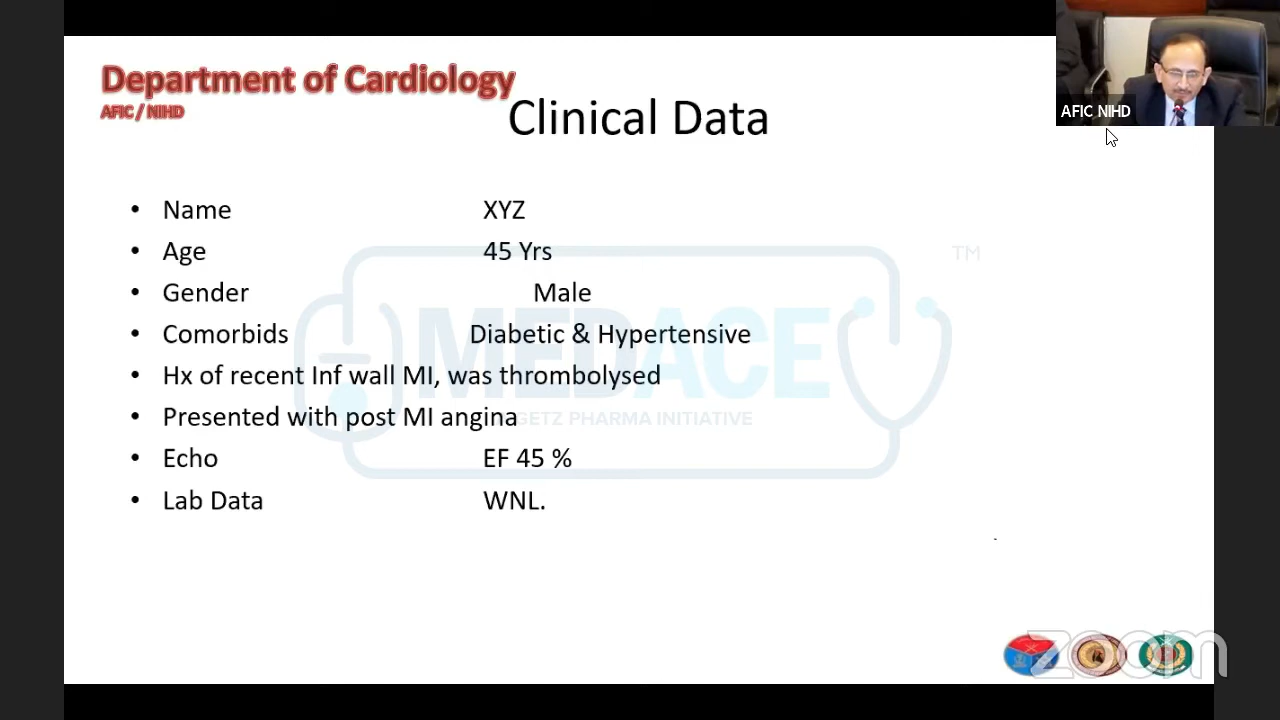 Department of Cardiology
AFIC / NIHD
Clinical Data
AFIC NIHD
• Name XYZ
• Age 45 Yrs
• Gender Male
• Comorbids Diabetic & Hypertensive
• Hx of recent Inf wall MI, was thrombolysed
• Presented with post MI angina
• Echo EF 45 %
• Lab Data WNL.
MEDACE
TM
GETZ PHARMA INITIATIVE
zoom